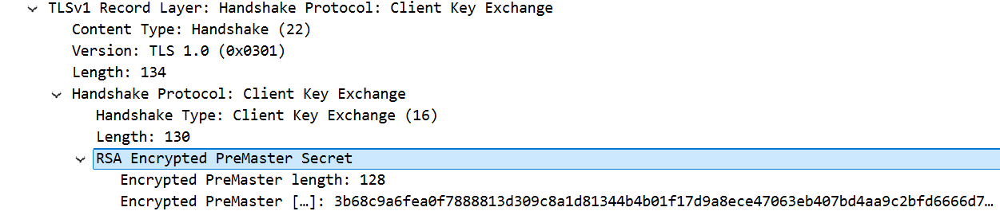 TLSv1 Record Layer: Handshake Protocol: Client Key Exchange
Content Type: Handshake (22)
Version: TLS 1.0 (0x0301)
Length: 134
Handshake Protocol: Client Key Exchange
Handshake Type: Client Key Exchange (16)
Length: 130
RSA Encrypted PreMaster Secret
Encrypted PreMaster length: 128
Encrypted PreMaster […]: 3b68c9a6fea0f7888813d309c8a1d81344b4b01f17d9a8ece47063eb407bd4aa9c2bfd6666d7…